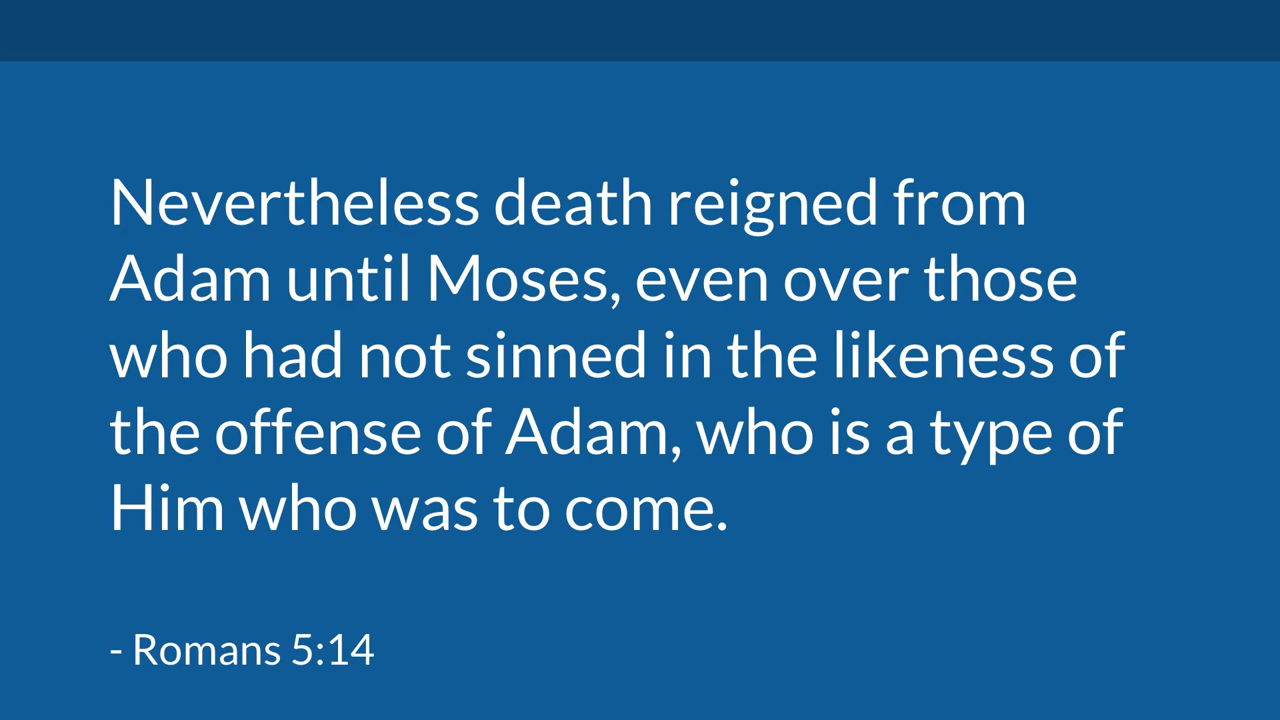 Nevertheless death reigned from
Adam until Moses, even over those
who had not sinned in the likeness of
the offense of Adam, who is a type of
Him who was to come.
- Romans 5:14